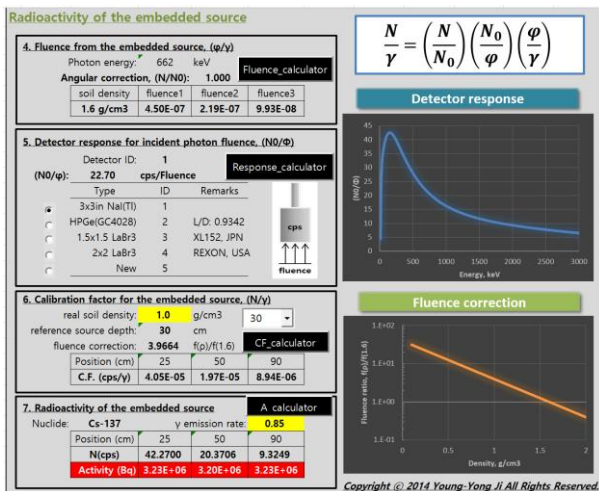 Radioactivity of the embedded source
4. Fluence from the embedded source, (φ/γ)
Photon energy: 662 keV
Angular correction, (N/N0): 1.000
Fluence_calculator
soil density fluence1 fluence2 fluence3
1.6 g/cm3 4.50E-07 2.19E-07 9.93E-08
5. Detector response for incident photon fluence, (N0/Φ)
Detector ID: 1
Response_calculator
(N0/φ): 22.70 cps/Fluence
Type ID Remarks
3x3in NaI(Tl) 1
HPGe(GC4028) 2 L/D: 0.9342
1.5x1.5 LaBr3 3 XL152, JPN
2x2 LaBr3 4 REXON, USA
New 5
cps
fluence
6. Calibration factor for the embedded source, (N/γ)
real soil density: 1.0 g/cm3 30
reference source depth: 30 cm
fluence correction: 3.9664 f(ρ)/f(1.6)
CF_calculator
Position (cm) 25 50 90
C.F. (cps/γ) 4.05E-05 1.97E-05 8.94E-06
7. Radioactivity of the embedded source
A calculator
Nuclide: Cs-137 γ emission rate: 0.85
Position (cm) 25 50 90
N(cps) 42.2700 20.3706 9.3249
Activity (Bq) 3.23E+06 3.20E+06 3.23E+06
N/γ = (N/N₀)(N₀/φ)(φ/γ)
Detector response
(N0/Φ)
45
40
35
30
25
20
15
10
5
0
0 500 1000 1500 2000 2500 3000
Energy, keV
Fluence correction
Fluence ratio, f(ρ)/f(1.6)
1.E+02
1.E+01
1.E+00
1.E-01
0 0.5 1 1.5 2
Density, g/cm3
Copyright © 2014 Young-Yong Ji All Rights Reserved.